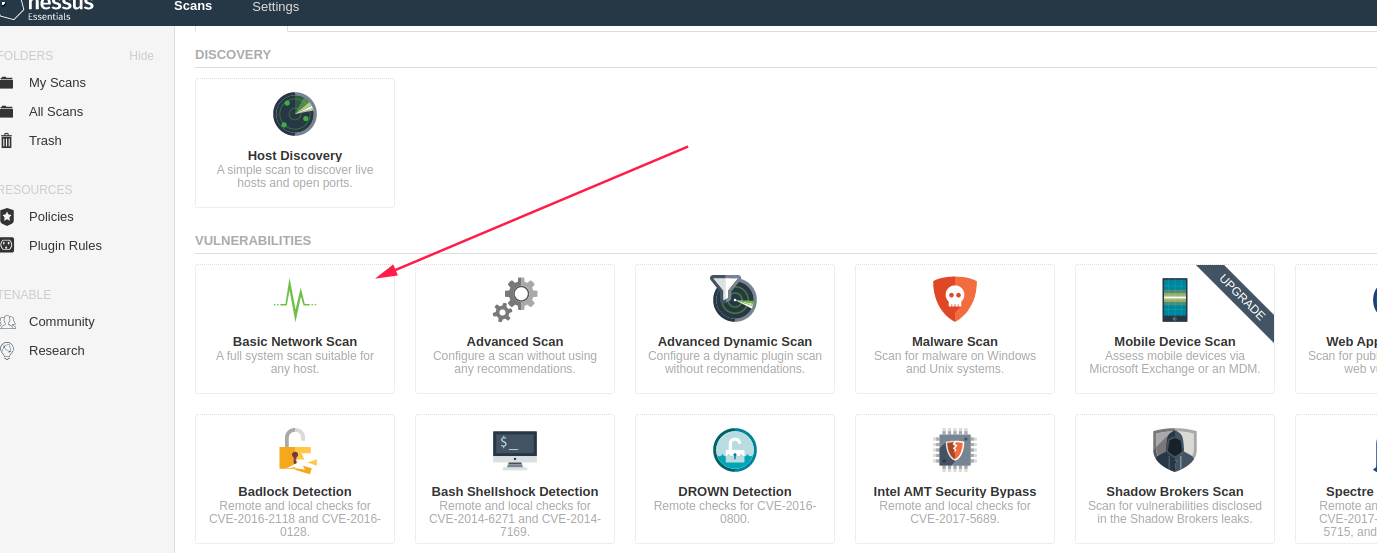 nessus
Essentials
Scans
Settings
FOLDERS
Hide
My Scans
All Scans
Trash
RESOURCES
Policies
Plugin Rules
TENABLE
Community
Research
DISCOVERY
Host Discovery
A simple scan to discover live
hosts and open ports.
VULNERABILITIES
Basic Network Scan
A full system scan suitable for
any host.
Advanced Scan
Configure a scan without using
any recommendations.
Advanced Dynamic Scan
Configure a dynamic plugin scan
without recommendations.
Malware Scan
Scan for malware on Windows
and Unix systems.
UPGRADE
Mobile Device Scan
Assess mobile devices via
Microsoft Exchange or an MDM.
Web App
Scan for pub
web v
Badlock Detection
Remote and local checks for
CVE-2016-2118 and CVE-2016-
0128.
$_
Bash Shellshock Detection
Remote and local checks for
CVE-2014-6271 and CVE-2014-
7169.
DROWN Detection
Remote checks for CVE-2016-
0800.
Intel AMT Security Bypass
Remote and local checks for
CVE-2017-5689.
Shadow Brokers Scan
Scan for vulnerabilities disclosed
in the Shadow Brokers leaks.
Spectre
Remote an
CVE-2017-
5715, and